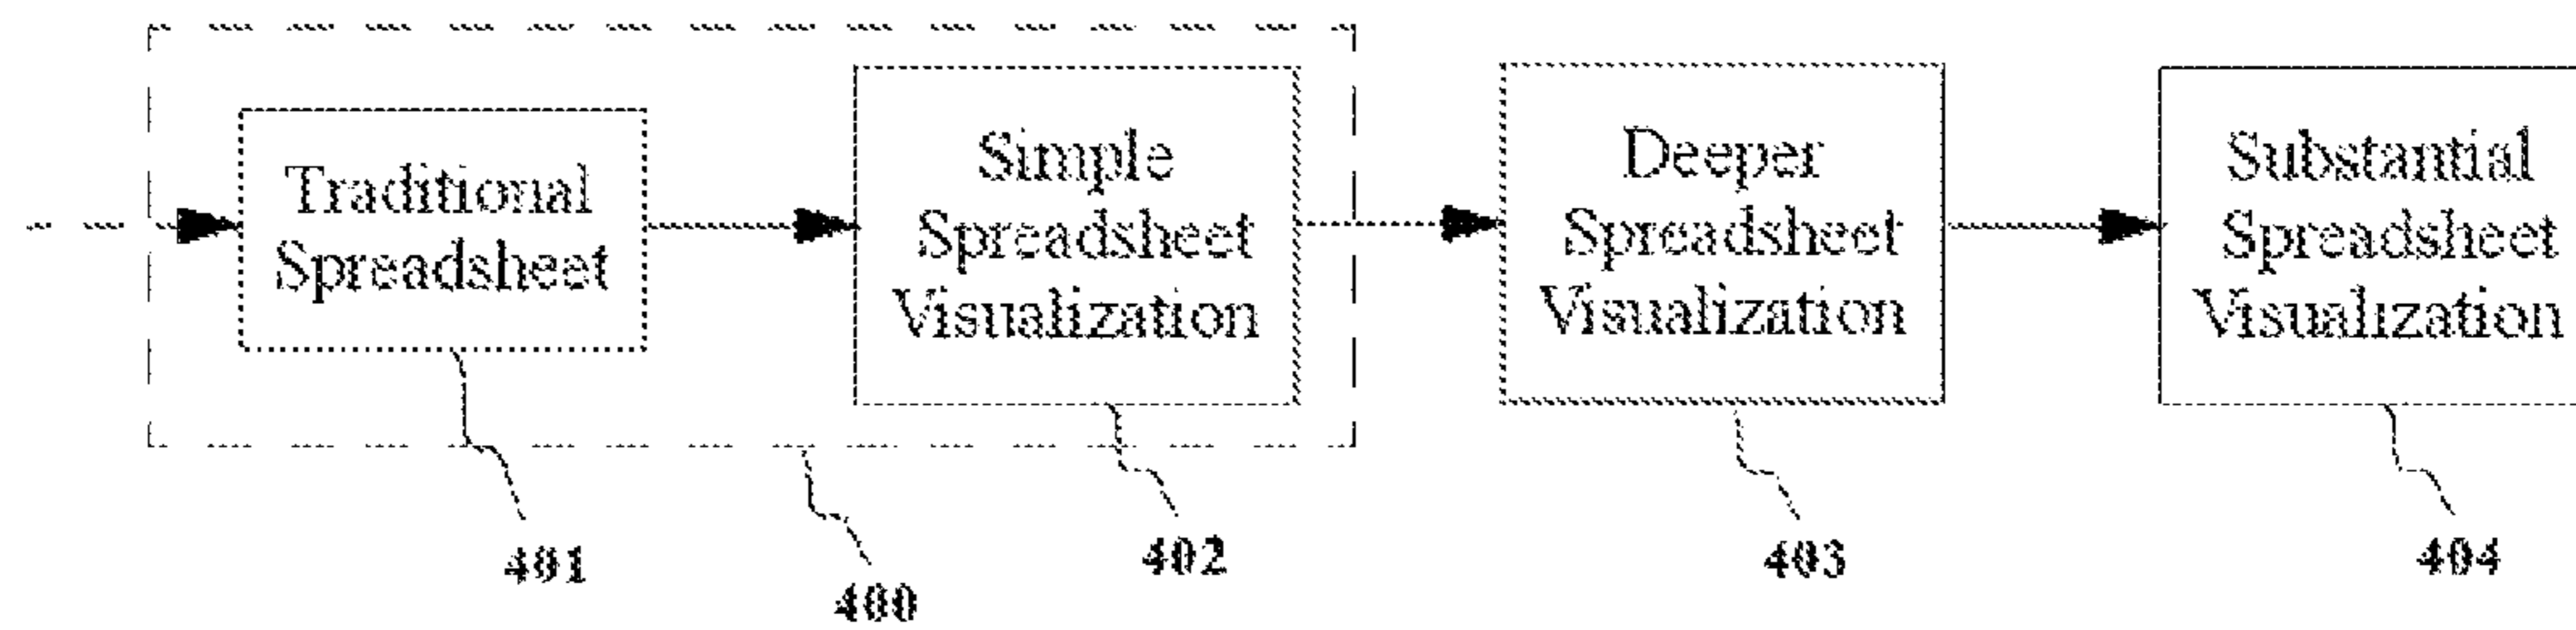 Traditional
Spreadsheet
Simple
Spreadsheet
Visualization
Deeper
Spreadsheet
Visualization
Substantial
Spreadsheet
Visualization
401
400
402
403
404